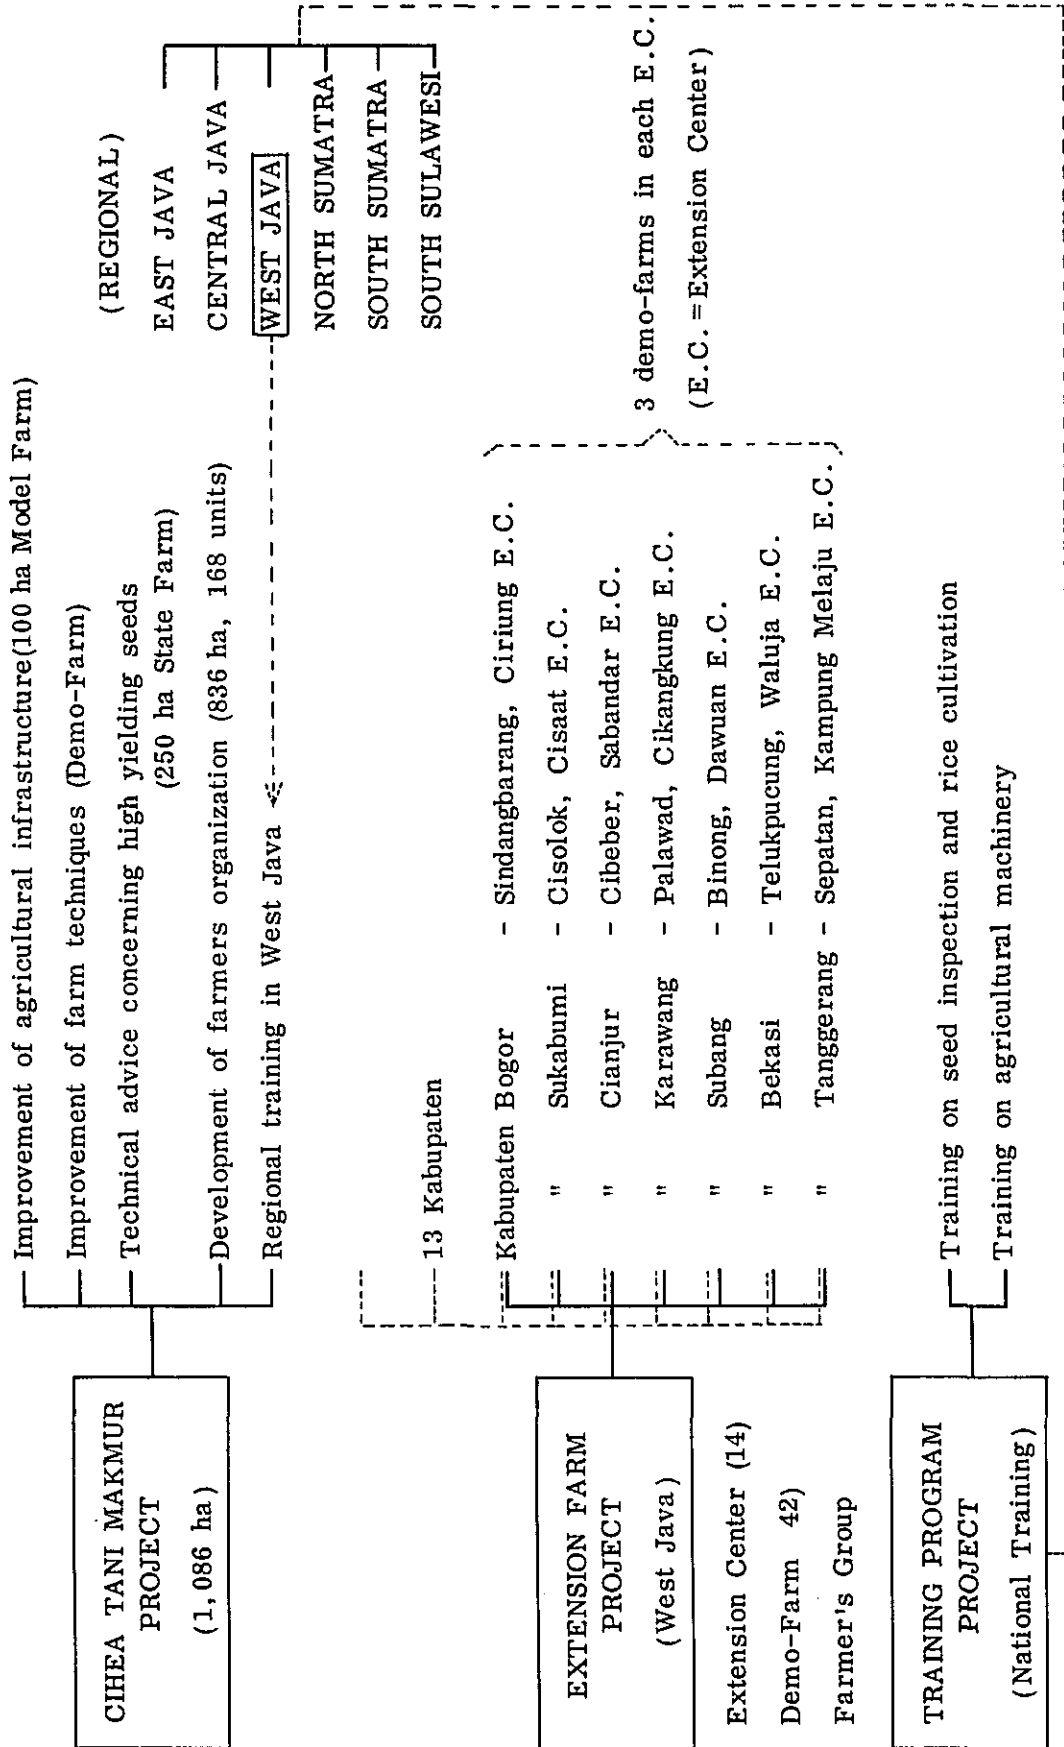 CIHEA TANI MAKMUR
PROJECT
(1,086 ha)
Improvement of agricultural infrastructure(100 ha Model Farm)
Improvement of farm techniques (Demo-Farm)
Technical advice concerning high yielding seeds
(250 ha State Farm)
Development of farmers organization (836 ha, 168 units)
Regional training in West Java
(REGIONAL)
EAST JAVA
CENTRAL JAVA
WEST JAVA
NORTH SUMATRA
SOUTH SUMATRA
SOUTH SULAWESI
EXTENSION FARM
PROJECT
(West Java)
Extension Center (14)
Demo-Farm 42)
Farmer's Group
13 Kabupaten
Kabupaten Bogor - Sindangbarang, Ciriung E.C.
" Sukabumi - Cisolok, Cisaat E.C.
" Cianjur - Cibeber, Sabandar E.C.
" Karawang - Palawad, Cikangkung E.C.
" Subang - Binong, Dawuan E.C.
" Bekasi - Telukpucung, Waluja E.C.
" Tanggerang - Sepatan, Kampung Melaju E.C.
3 demo-farms in each E.C.
(E.C.=Extension Center)
TRAINING PROGRAM
PROJECT
(National Training)
Training on seed inspection and rice cultivation
Training on agricultural machinery